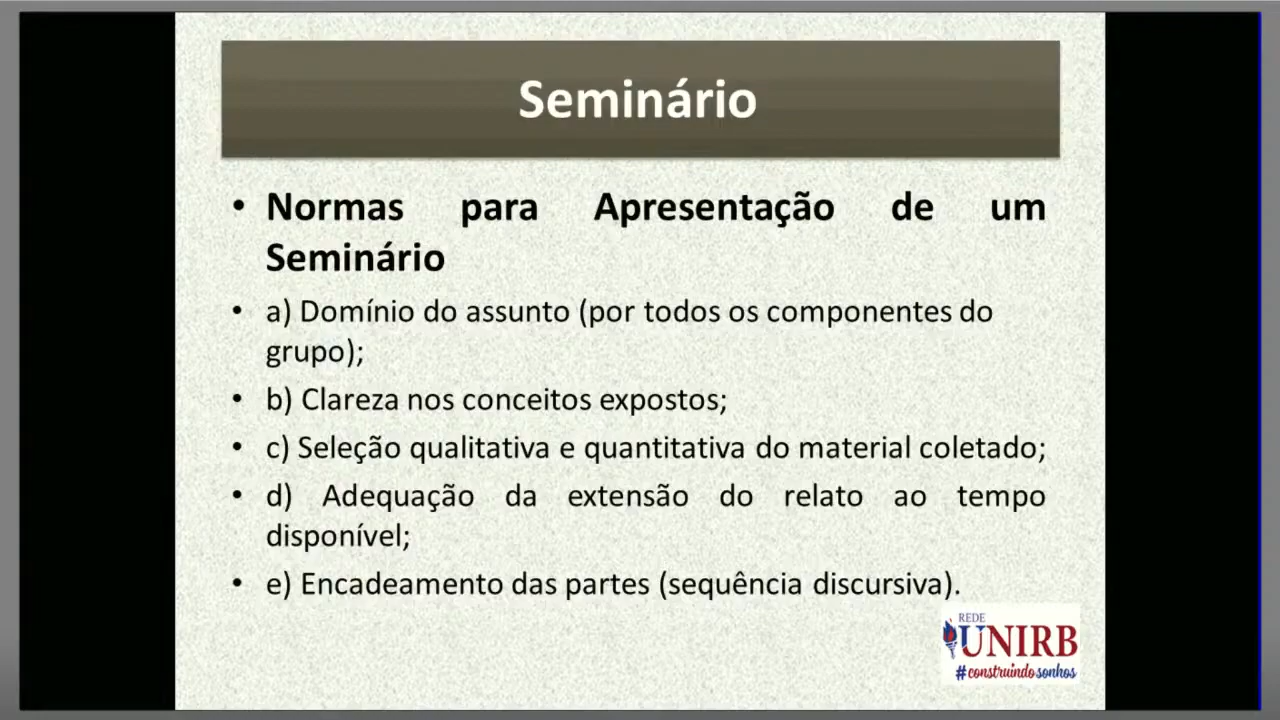 Seminário
• Normas para Apresentação de um
Seminário
• a) Domínio do assunto (por todos os componentes do
grupo);
• b) Clareza nos conceitos expostos;
• c) Seleção qualitativa e quantitativa do material coletado;
• d) Adequação da extensão do relato ao tempo
disponível;
• e) Encadeamento das partes (sequência discursiva).
REDE
UNIRB
#construindosonhos